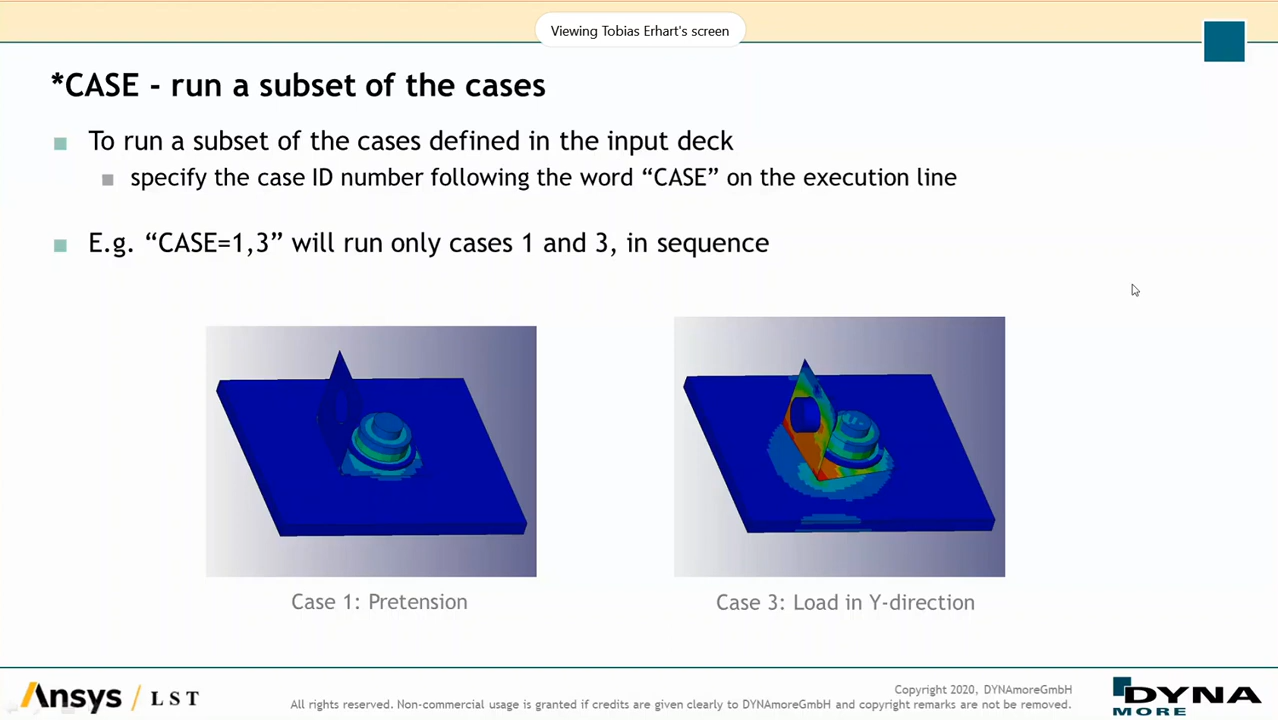 Viewing Tobias Erhart's screen
*CASE - run a subset of the cases
To run a subset of the cases defined in the input deck
specify the case ID number following the word “CASE” on the execution line
E.g. “CASE=1,3” will run only cases 1 and 3, in sequence
Case 1: Pretension
Case 3: Load in Y-direction
Ansys / LST
Copyright 2020, DYNAmoreGmbH
All rights reserved. Non-commercial usage is granted if credits are given clearly to DYNAmoreGmbH and copyright remarks are not be removed.
DYNA
MORE